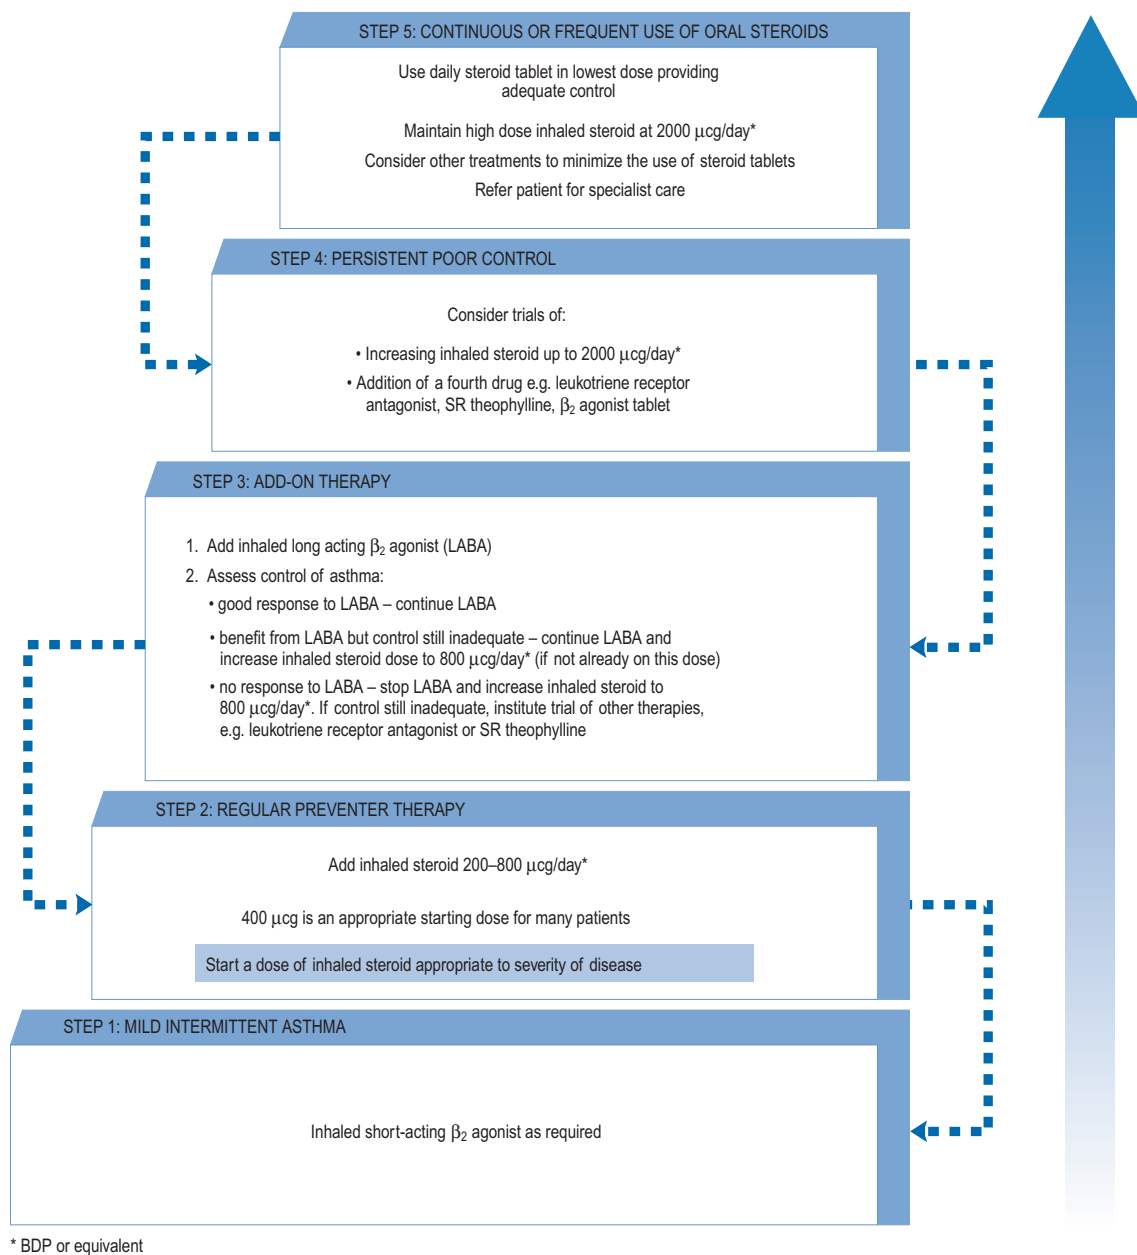 STEP 5: CONTINUOUS OR FREQUENT USE OF ORAL STEROIDS
Use daily steroid tablet in lowest dose providing
adequate control
Maintain high dose inhaled steroid at 2000 μcg/day*
Consider other treatments to minimize the use of steroid tablets
Refer patient for specialist care
STEP 4: PERSISTENT POOR CONTROL
Consider trials of:
• Increasing inhaled steroid up to 2000 μcg/day*
• Addition of a fourth drug e.g. leukotriene receptor
antagonist, SR theophylline, β₂ agonist tablet
STEP 3: ADD-ON THERAPY
1. Add inhaled long acting β₂ agonist (LABA)
2. Assess control of asthma:
• good response to LABA – continue LABA
• benefit from LABA but control still inadequate – continue LABA and
increase inhaled steroid dose to 800 μcg/day* (if not already on this dose)
• no response to LABA – stop LABA and increase inhaled steroid to
800 μcg/day*. If control still inadequate, institute trial of other therapies,
e.g. leukotriene receptor antagonist or SR theophylline
STEP 2: REGULAR PREVENTER THERAPY
Add inhaled steroid 200–800 μcg/day*
400 μcg is an appropriate starting dose for many patients
Start a dose of inhaled steroid appropriate to severity of disease
STEP 1: MILD INTERMITTENT ASTHMA
Inhaled short-acting β₂ agonist as required
* BDP or equivalent